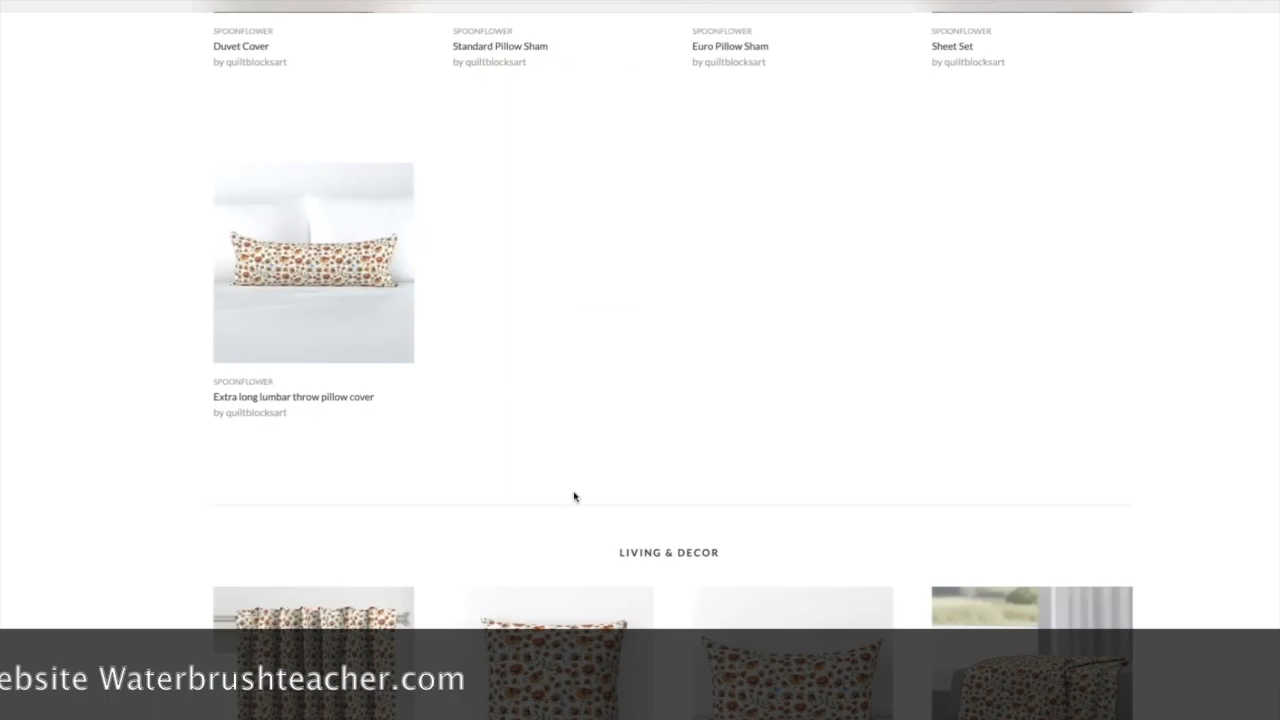 SPOONFLOWER
Duvet Cover
by quiltblocksart
SPOONFLOWER
Standard Pillow Sham
by quiltblocksart
SPOONFLOWER
Euro Pillow Sham
by quiltblocksart
SPOONFLOWER
Sheet Set
by quiltblocksart
SPOONFLOWER
Extra long lumbar throw pillow cover
by quiltblocksart
LIVING & DECOR
ebsite Waterbrushteacher.com